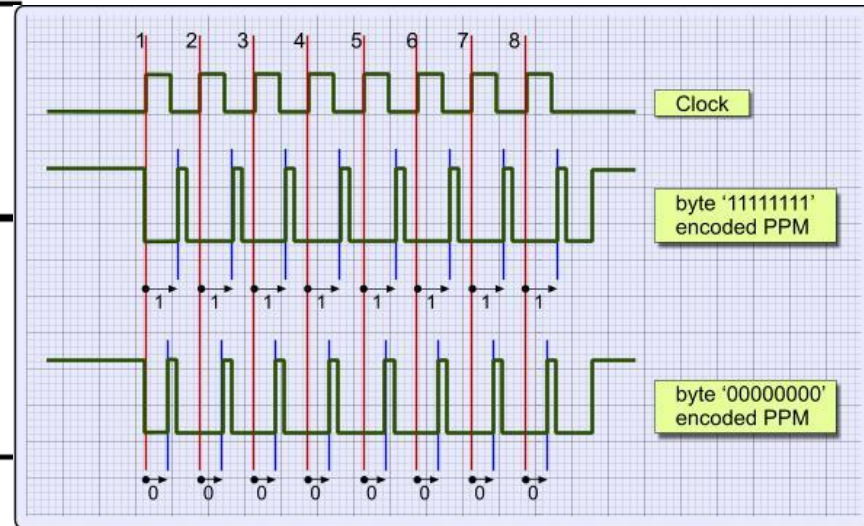 1 2 3 4 5 6 7 8
Clock
byte ‘11111111’
encoded PPM
1 1 1 1 1 1 1 1
byte ‘00000000’
encoded PPM
0 0 0 0 0 0 0 0